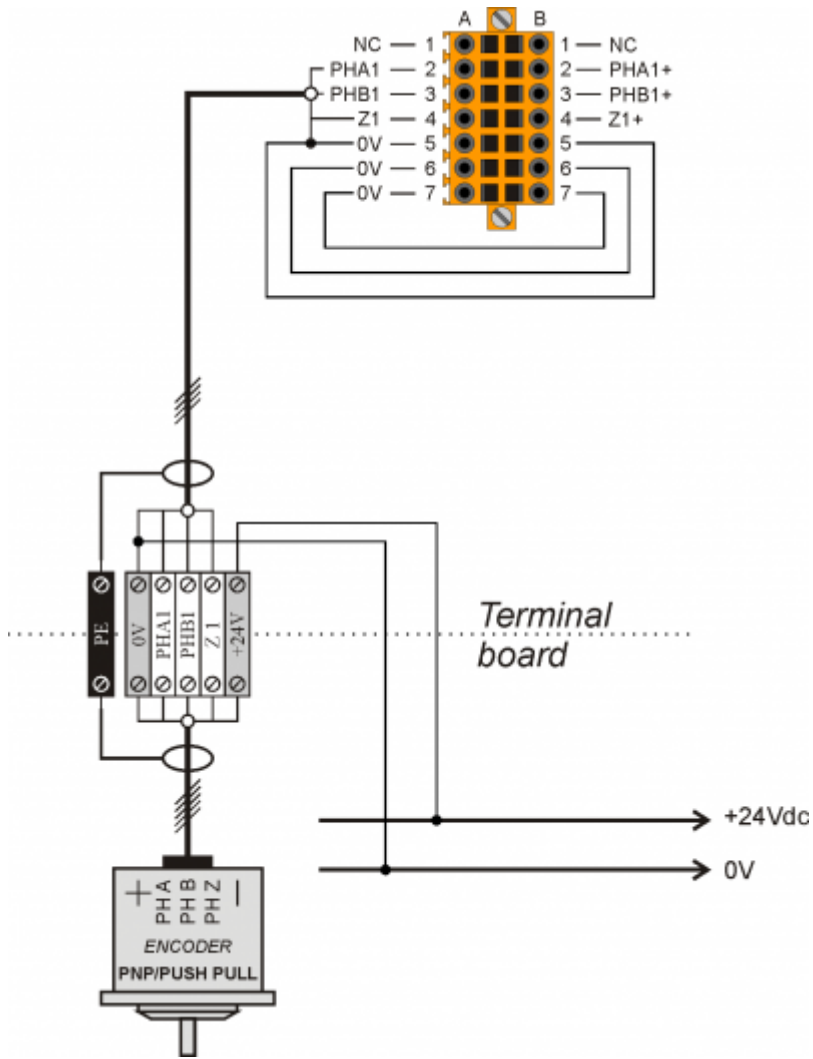 A B
NC 1 1 NC
PHA1 2 2 PHA1+
PHB1 3 3 PHB1+
Z1 4 4 Z1+
0V 5 5
0V 6 6
0V 7 7
PE 0V PHA1 PHB1 Z 1 +24V
Terminal
board
+24Vdc
0V
+ PH A PH B PH Z −
ENCODER
PNP/PUSH PULL